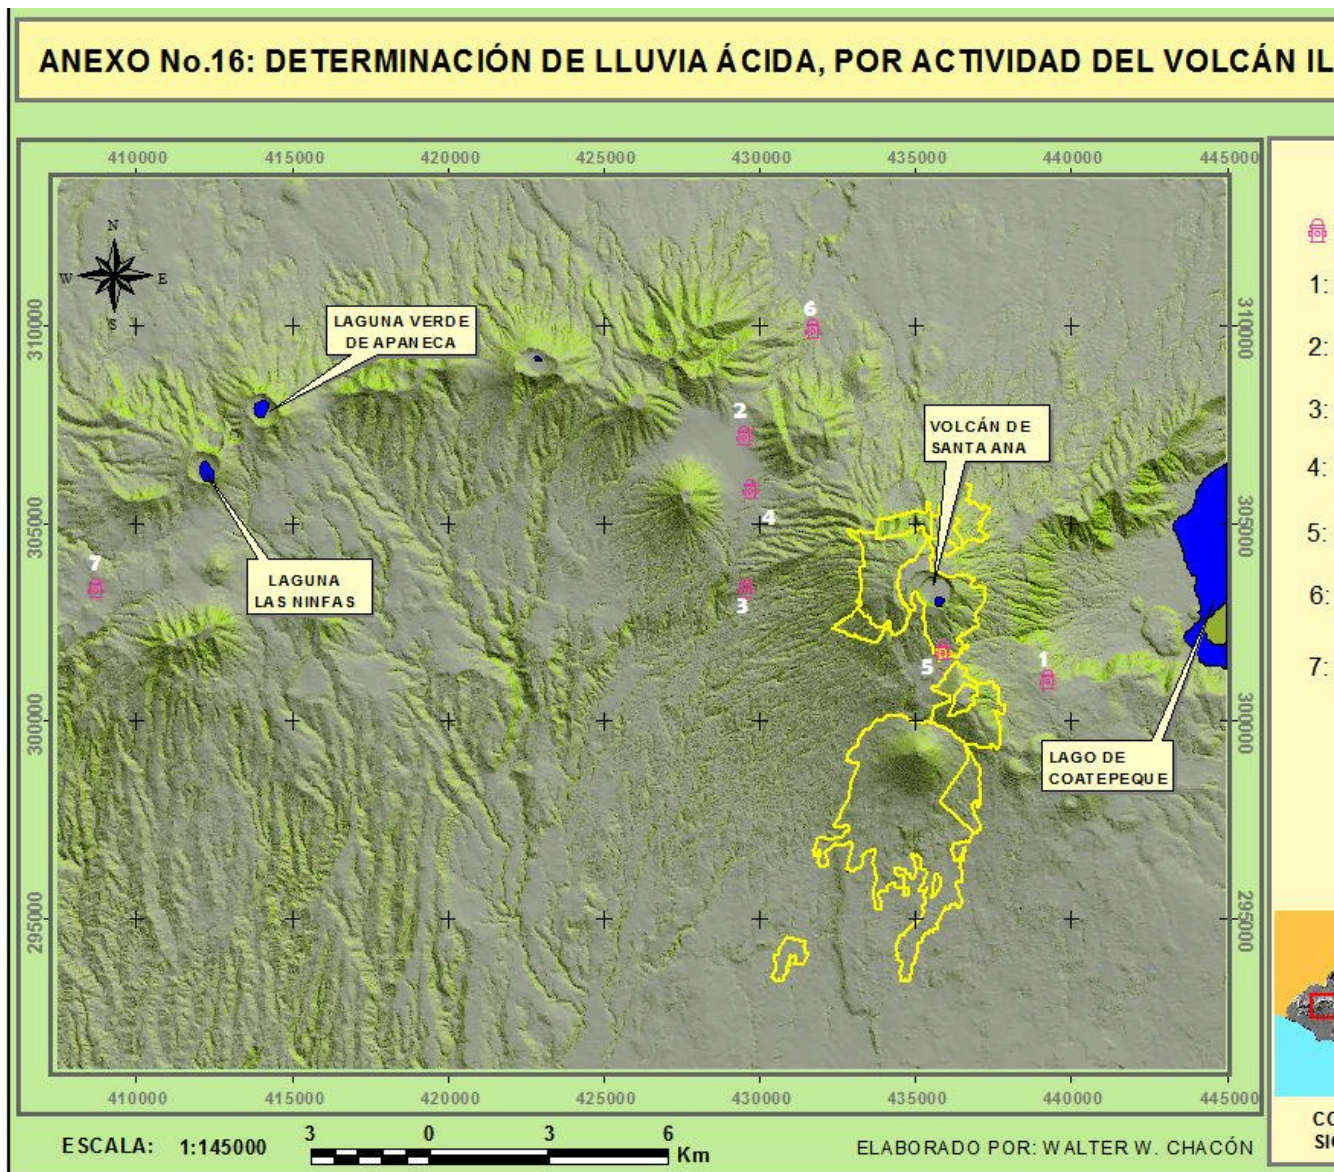 ANEXO No.16: DETERMINACIÓN DE LLUVIA ÁCIDA, POR ACTIVIDAD DEL VOLCÁN IL
410000 415000 420000 425000 430000 435000 440000 445000
N
W E
S
310000 310000
305000 305000
300000 300000
295000 295000
LAGUNA VERDE
DE APANECA
LAGUNA
LAS NINFAS
VOLCÁN DE
SANTA ANA
LAGO DE
COATEPEQUE
6
2
4
7
3
5
1
1:
2:
3:
4:
5:
6:
7:
410000 415000 420000 425000 430000 435000 440000 445000
ESCALA: 1:145000
3 0 3 6
Km
ELABORADO POR: WALTER W. CHACÓN